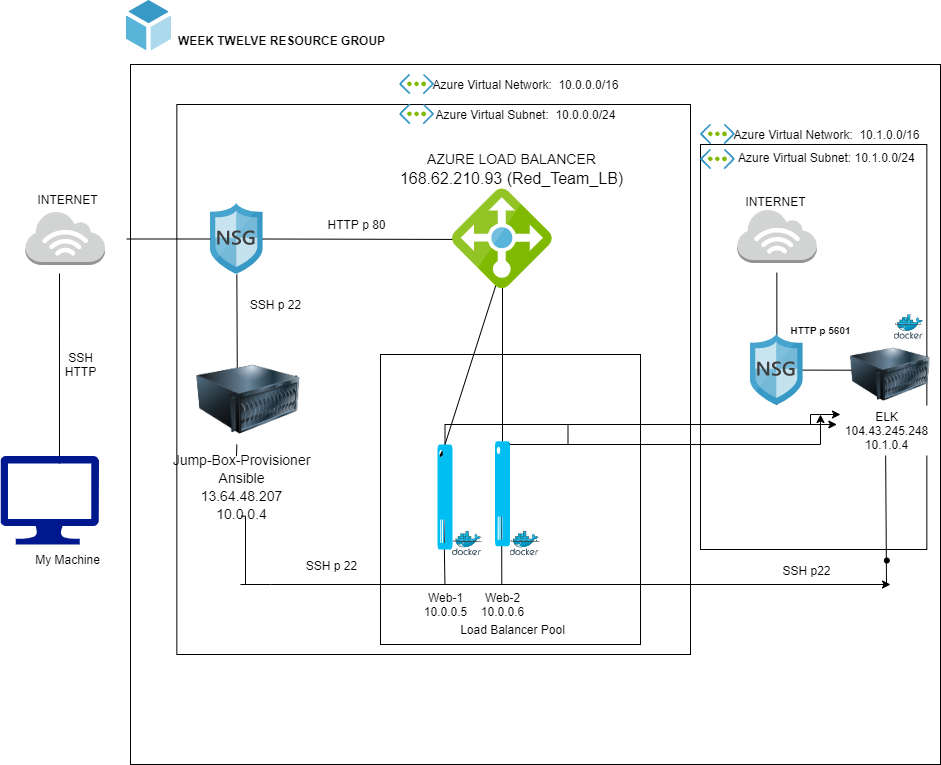 WEEK TWELVE RESOURCE GROUP
Azure Virtual Network: 10.0.0.0/16
Azure Virtual Subnet: 10.0.0.0/24
Azure Virtual Network: 10.1.0.0/16
Azure Virtual Subnet: 10.1.0.0/24
AZURE LOAD BALANCER
168.62.210.93 (Red_Team_LB)
INTERNET
INTERNET
NSG
HTTP p 80
SSH p 22
HTTP p 5601
docker
NSG
SSH
HTTP
ELK
104.43.245.248
10.1.0.4
Jump-Box-Provisioner
Ansible
13.64.48.207
10.0.0.4
docker
docker
My Machine
SSH p 22
SSH p22
Web-1
10.0.0.5
Web-2
10.0.0.6
Load Balancer Pool